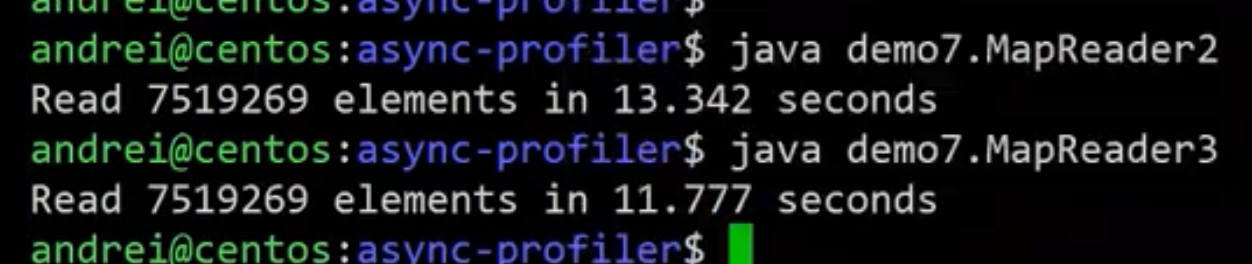 andrei@centos:async-profiler$
andrei@centos:async-profiler$ java demo7.MapReader2
Read 7519269 elements in 13.342 seconds
andrei@centos:async-profiler$ java demo7.MapReader3
Read 7519269 elements in 11.777 seconds
andrei@centos:async-profiler$